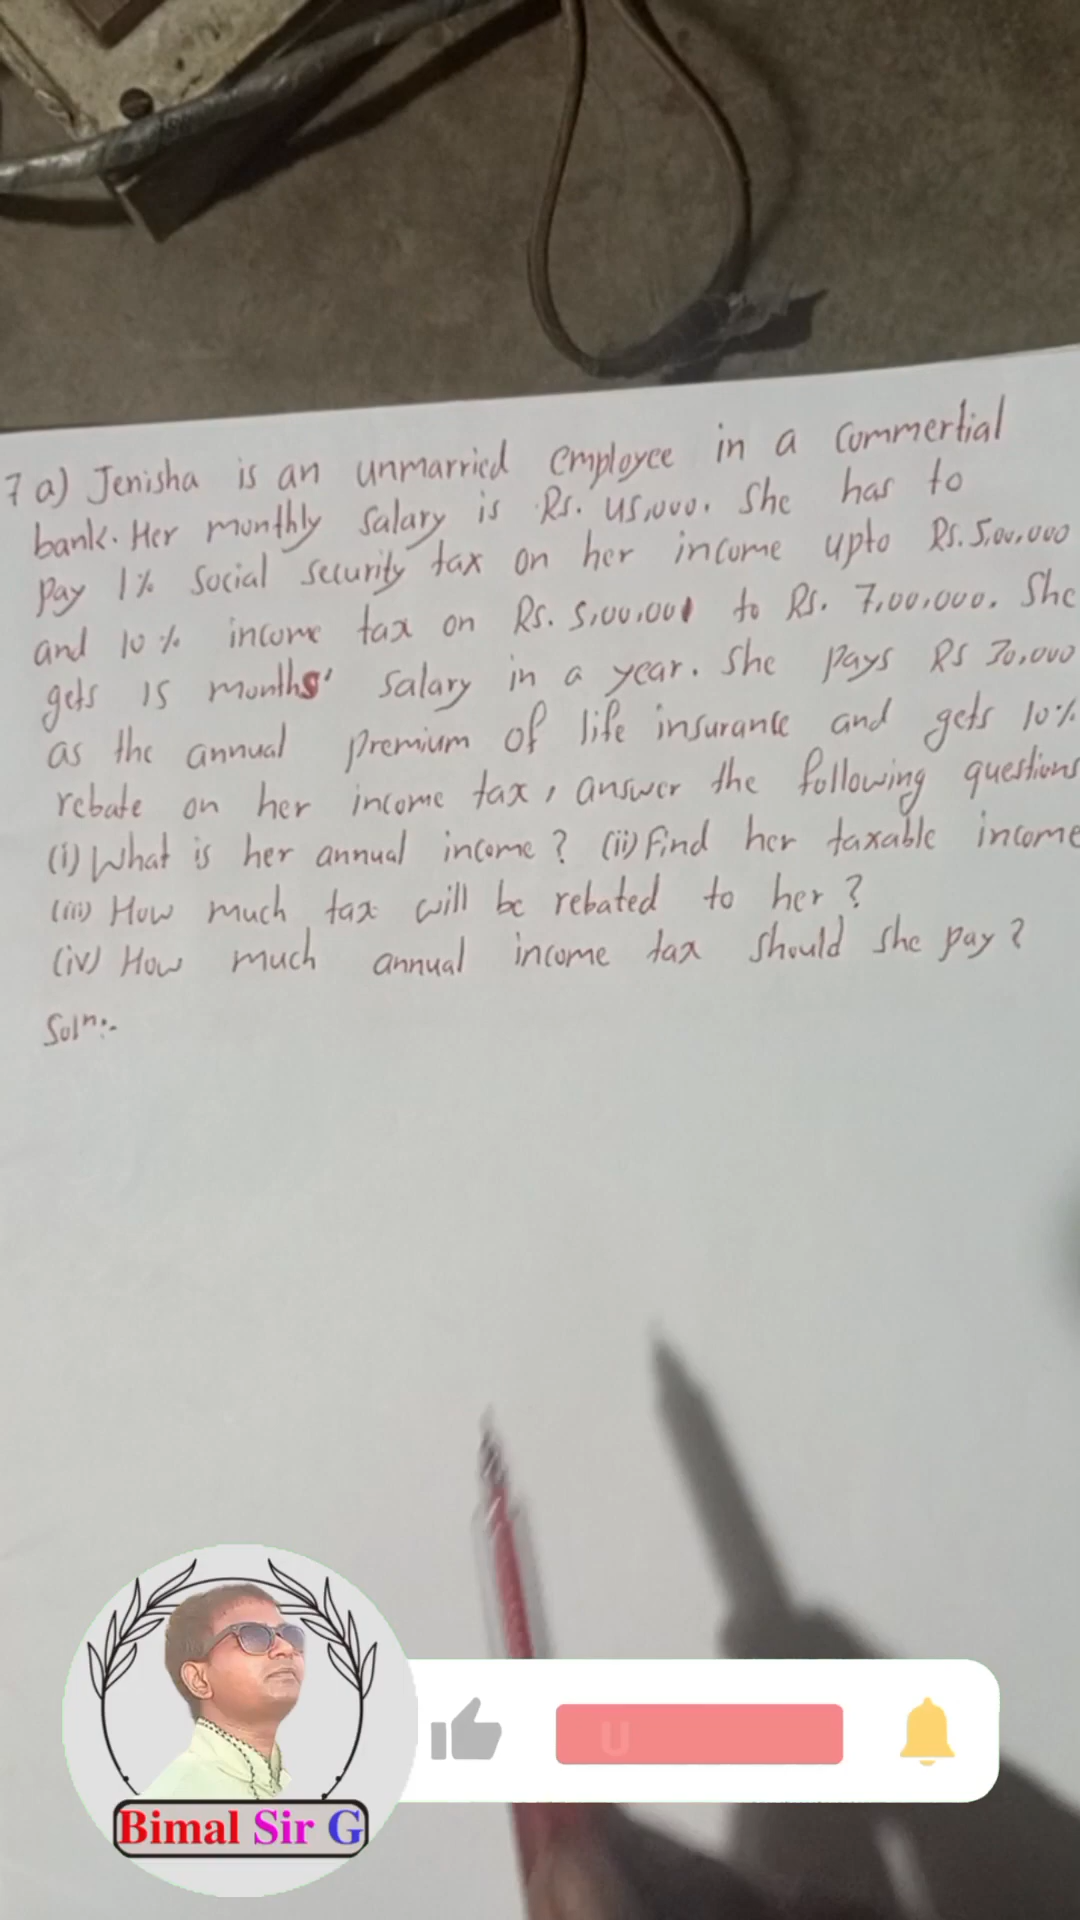 7 a) Jenisha is an unmarried employee in a commertial
bank. Her monthly salary is Rs. 45,000. She has to
pay 1% Social security tax on her income upto Rs. 5,00,000
and 10% income tax on Rs. 5,00,001 to Rs. 7,00,000. She
gets 15 months' salary in a year. She pays RS 30,000
as the annual premium of life insurance and gets 10%
rebate on her income tax, answer the following questions
(i) What is her annual income? (ii) Find her taxable income
(iii) How much tax will be rebated to her?
(iv) How much annual income tax should she pay?
Solⁿ:-
U
Bimal Sir G